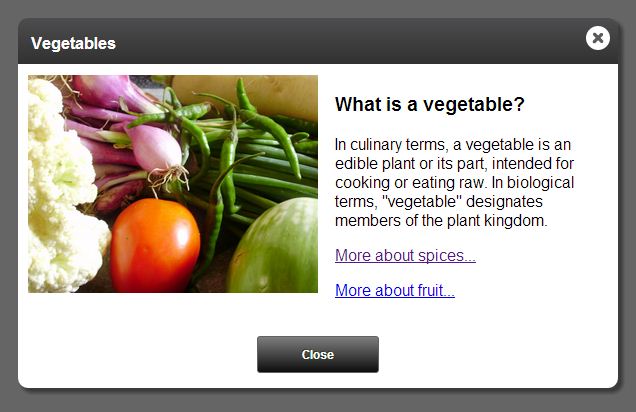 Vegetables
What is a vegetable?
In culinary terms, a vegetable is an
edible plant or its part, intended for
cooking or eating raw. In biological
terms, "vegetable" designates
members of the plant kingdom.
More about spices...
More about fruit...
Close